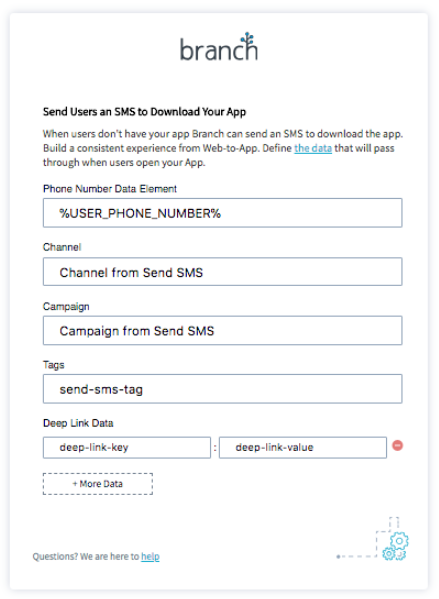 branch
Send Users an SMS to Download Your App
When users don't have your app Branch can send an SMS to download the app.
Build a consistent experience from Web-to-App. Define the data that will pass
through when users open your App.
Phone Number Data Element
%USER_PHONE_NUMBER%
Channel
Channel from Send SMS
Campaign
Campaign from Send SMS
Tags
send-sms-tag
Deep Link Data
deep-link-key : deep-link-value
+ More Data
Questions? We are here to help